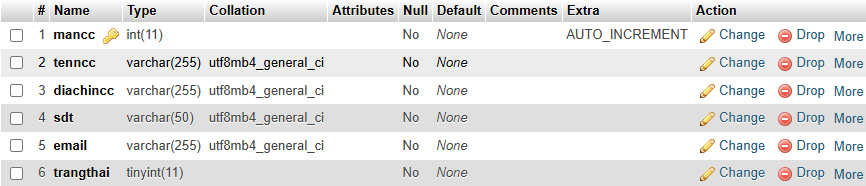 # Name Type Collation Attributes Null Default Comments Extra Action
1 mancc int(11) No None AUTO_INCREMENT Change Drop More
2 tenncc varchar(255) utf8mb4_general_ci No None Change Drop More
3 diachincc varchar(255) utf8mb4_general_ci No None Change Drop More
4 sdt varchar(50) utf8mb4_general_ci No None Change Drop More
5 email varchar(255) utf8mb4_general_ci No None Change Drop More
6 trangthai tinyint(11) No None Change Drop More